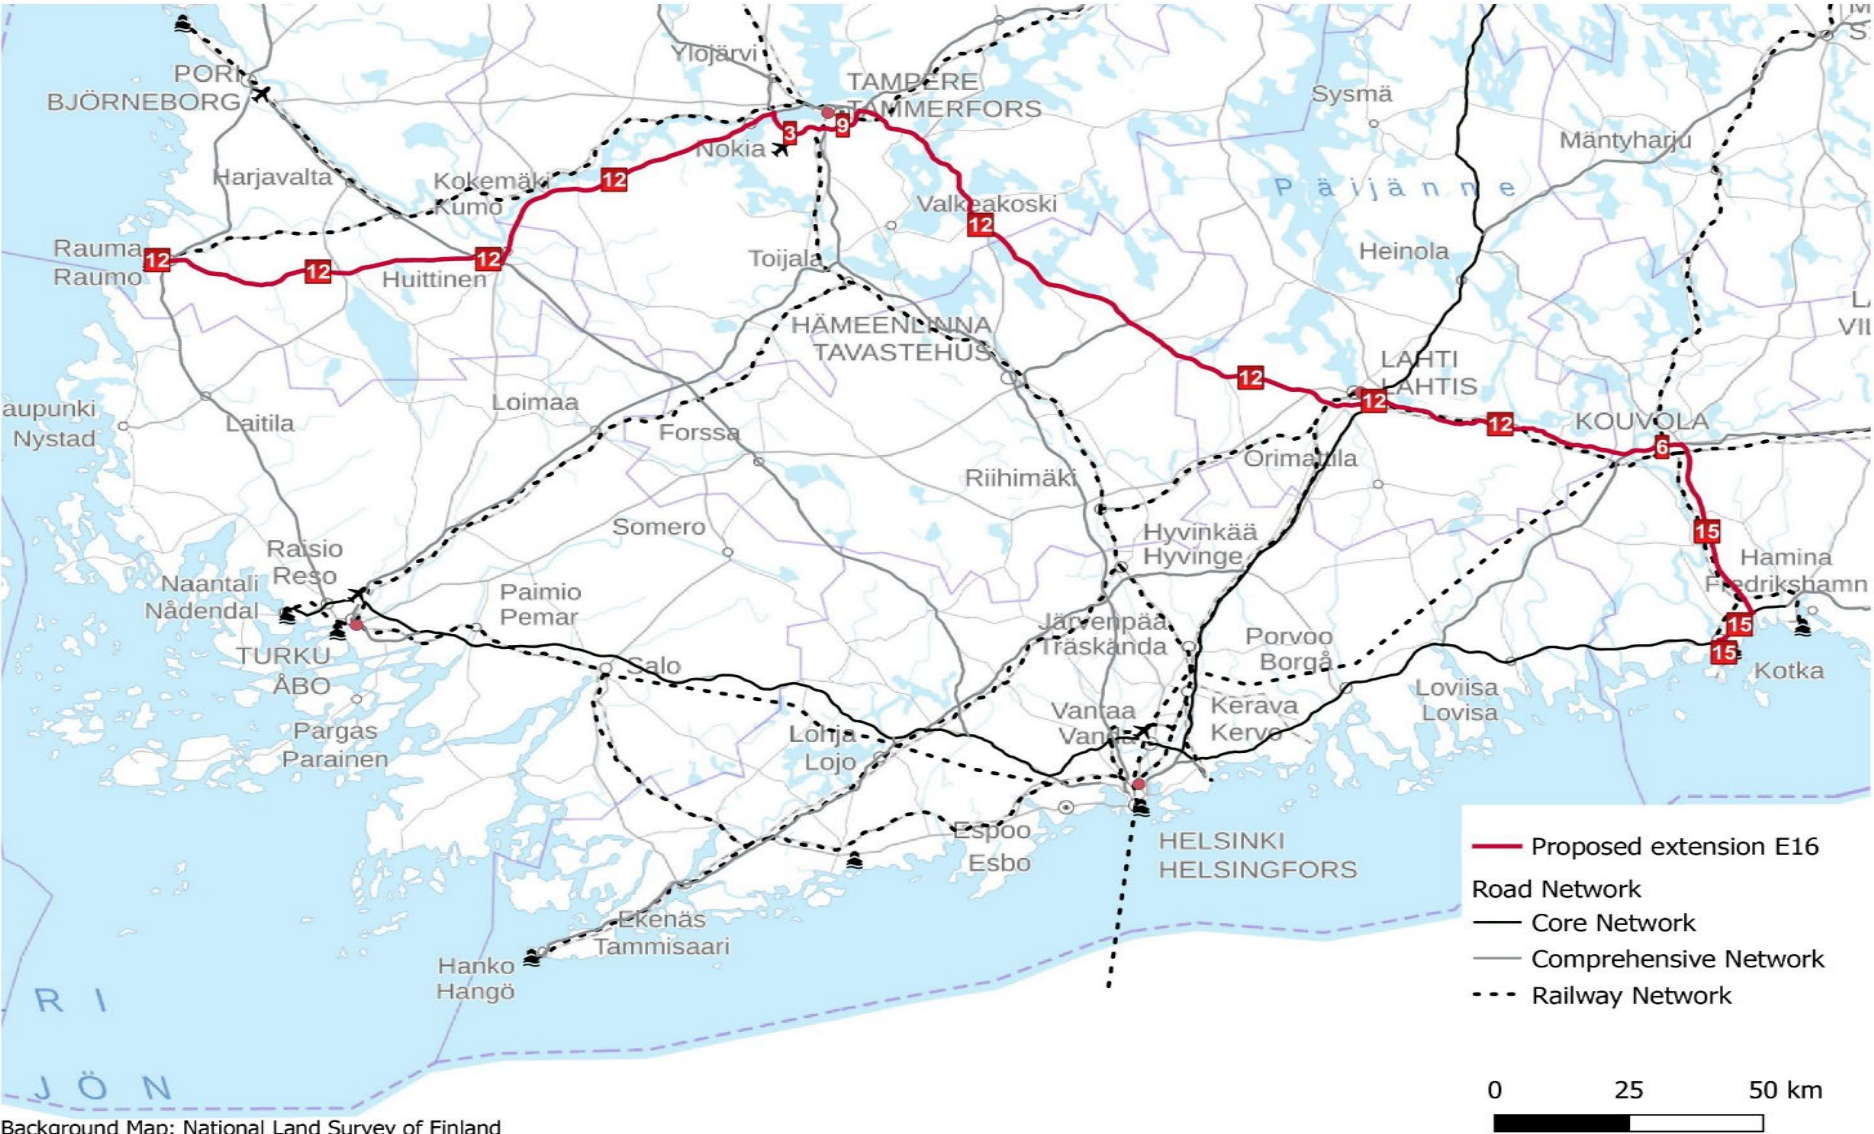 Ylöjärvi
PORI
BJÖRNEBORG
TAMPERE
TAMMERFORS
Sysmä
Mäntyharju
3
9
Nokia
Harjavalta
Kokemäki
Kumo
12
Päijänne
Valkeakoski
12
Rauma
Raumo
12
12
Huittinen
12
Toijala
Heinola
HÄMEENLINNA
TAVASTEHUS
VII
LAHTI
LAHTIS
12
12
12
aupunki
Nystad
Laitila
Loimaa
Forssa
KOUVOLA
6
Riihimäki
Orimattila
Somero
Hyvinkää
Hyvinge
15
Hamina
Fredrikshamn
Raisio
Reso
Naantali
Nådendal
Paimio
Pemar
Järvenpää
Träskända
Porvoo
Borgå
15
15
Kotka
TURKU
ÅBO
Salo
Loviisa
Lovisa
Pargas
Parainen
Lohja
Lojo
Vantaa
Vanda
Kerava
Kervo
Espoo
Esbo
HELSINKI
HELSINGFORS
Ekenäs
Tammisaari
Hanko
Hangö
R I
J Ö N
Proposed extension E16
Road Network
Core Network
Comprehensive Network
Railway Network
0 25 50 km
Background Map: National Land Survey of Finland